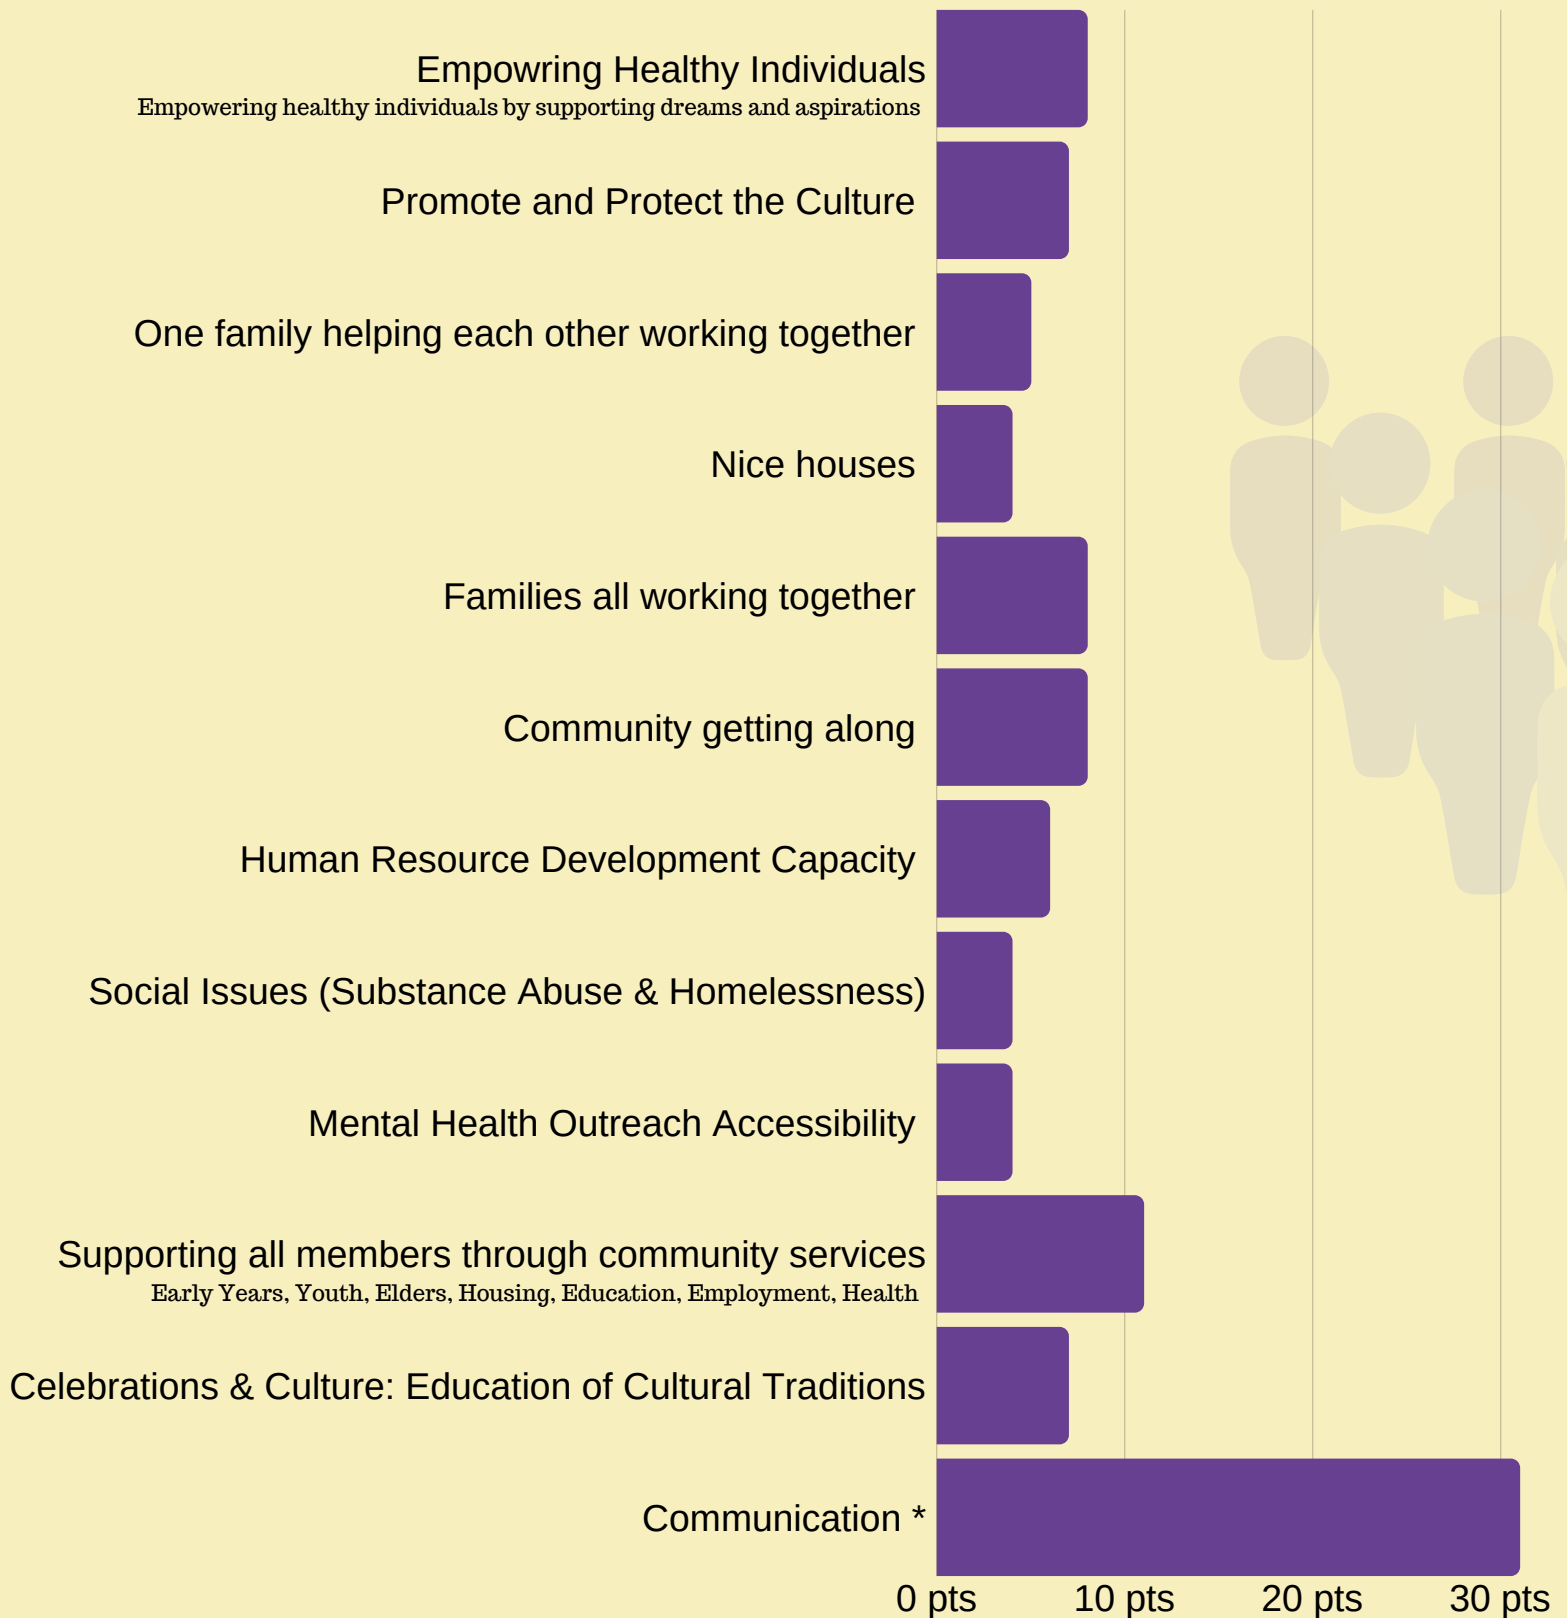 Empowring Healthy Individuals
Empowering healthy individuals by supporting dreams and aspirations
Promote and Protect the Culture
One family helping each other working together
Nice houses
Families all working together
Community getting along
Human Resource Development Capacity
Social Issues (Substance Abuse & Homelessness)
Mental Health Outreach Accessibility
Supporting all members through community services
Early Years, Youth, Elders, Housing, Education, Employment, Health
Celebrations & Culture: Education of Cultural Traditions
Communication *
0 pts 10 pts 20 pts 30 pts